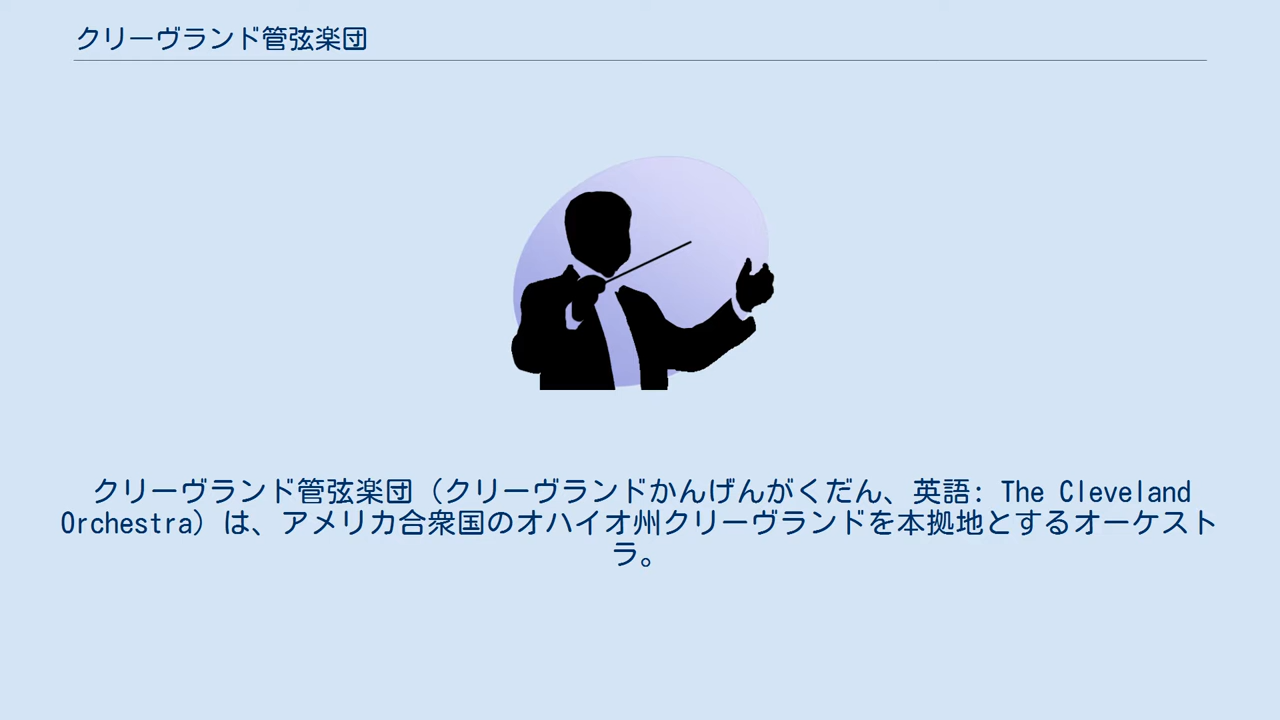 クリーヴランド管弦楽団
クリーヴランド管弦楽団（クリーヴランドかんげんがくだん、英語: The Cleveland
Orchestra）は、アメリカ合衆国のオハイオ州クリーヴランドを本拠地とするオーケスト
ラ。